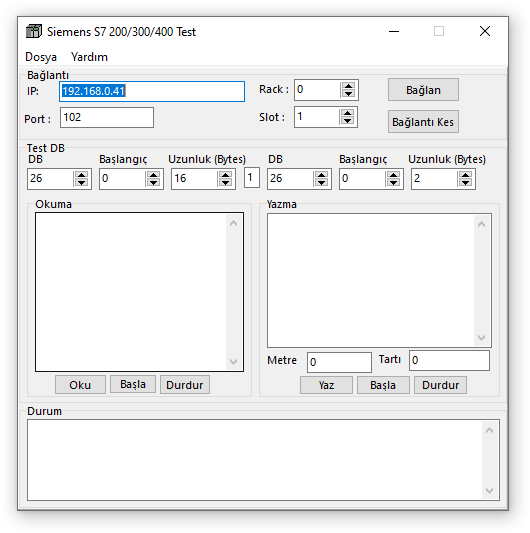 Siemens S7 200/300/400 Test
Dosya Yardım
Bağlantı
IP: 192.168.0.41 Rack : 0 Bağlan
Port : 102 Slot : 1 Bağlantı Kes
Test DB
DB Başlangıç Uzunluk (Bytes) DB Başlangıç Uzunluk (Bytes)
26 0 16 1 26 0 2
Okuma Yazma
Metre 0 Tartı 0
Oku Başla Durdur Yaz Başla Durdur
Durum